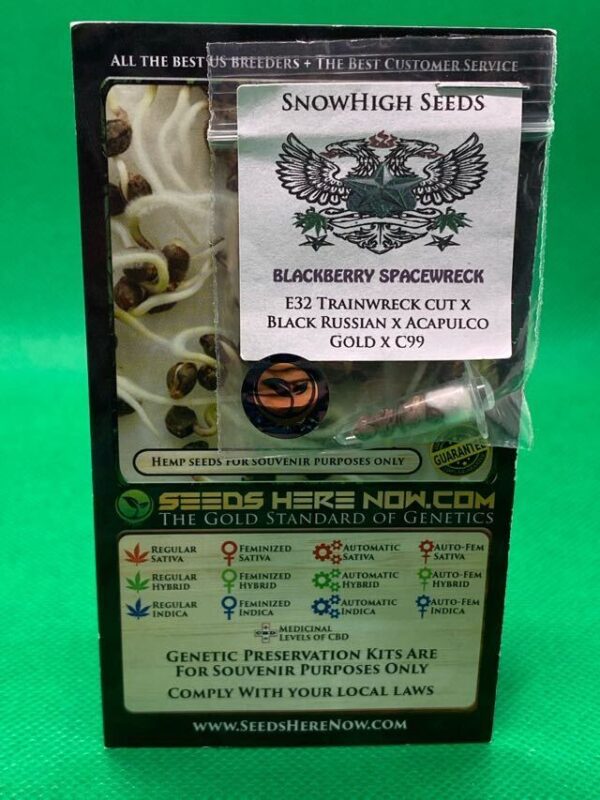 ALL THE BEST US BREEDERS + THE BEST CUSTOMER SERVICE
SNOWHIGH SEEDS
BLACKBERRY SPACEWRECK
E32 TRAINWRECK CUT X
BLACK RUSSIAN X ACAPULCO
GOLD X C99
HEMP SEEDS FOR SOUVENIR PURPOSES ONLY
GUARANTEE
SEEDS HERE NOW.COM
THE GOLD STANDARD OF GENETICS
REGULAR SATIVA
FEMINIZED SATIVA
AUTOMATIC SATIVA
AUTO-FEM SATIVA
REGULAR HYBRID
FEMINIZED HYBRID
AUTOMATIC HYBRID
AUTO-FEM HYBRID
REGULAR INDICA
FEMINIZED INDICA
AUTOMATIC INDICA
AUTO-FEM INDICA
MEDICINAL
LEVELS OF CBD
GENETIC PRESERVATION KITS ARE
FOR SOUVENIR PURPOSES ONLY
COMPLY WITH YOUR LOCAL LAWS
WWW.SEEDSHERENOW.COM